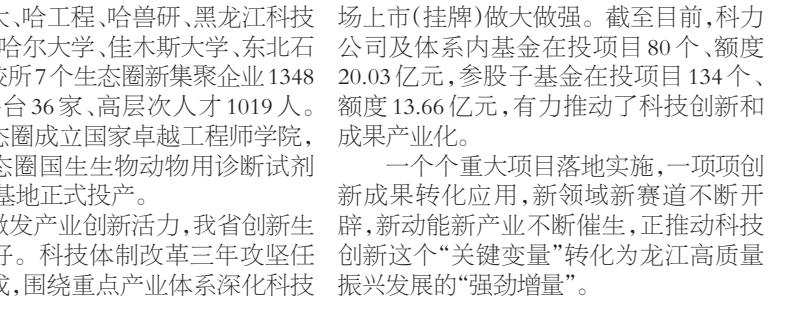 大、哈工程、哈兽研、黑龙江科技
哈尔大学、佳木斯大学、东北石
校所7个生态圈新集聚企业1348
台36家、高层次人才1019人。
态圈成立国家卓越工程师学院，
态圈国生生物动物用诊断试剂
基地正式投产。
激发产业创新活力，我省创新生
好。科技体制改革三年攻坚任
成，围绕重点产业体系深化科技
场上市(挂牌)做大做强。截至目前，科力
公司及体系内基金在投项目80个、额度
20.03亿元，参股子基金在投项目134个、
额度13.66亿元，有力推动了科技创新和
成果产业化。
一个个重大项目落地实施，一项项创
新成果转化应用，新领域新赛道不断开
辟，新动能新产业不断催生，正推动科技
创新这个“关键变量”转化为龙江高质量
振兴发展的“强劲增量”。